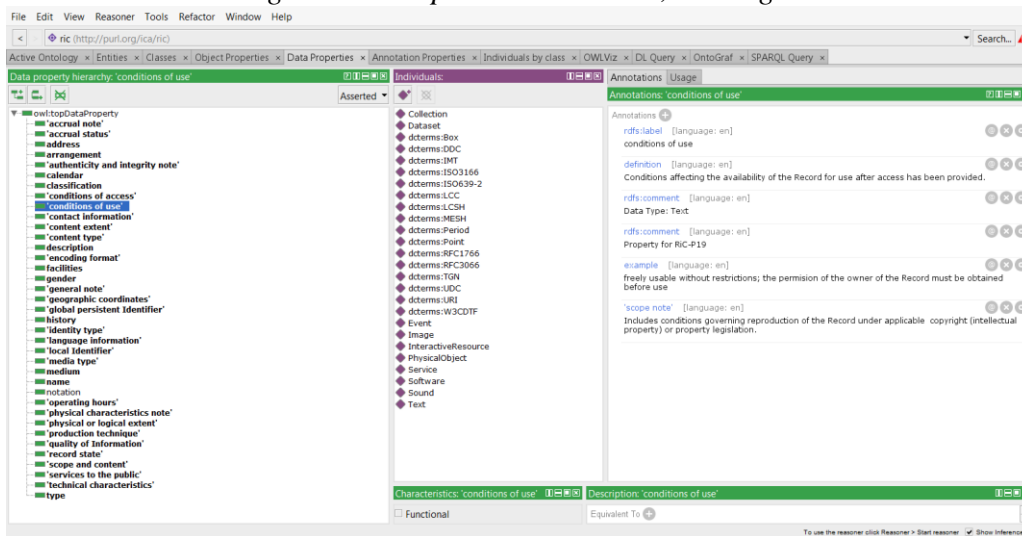 File Edit View Reasoner Tools Refactor Window Help
< ric (http://purl.org/ica/ric) Search...
Active Ontology × Entities × Classes × Object Properties × Data Properties × Annotation Properties × Individuals by class × OWLViz × DL Query × OntoGraf × SPARQL Query ×
Data property hierarchy: 'conditions of use'
Asserted
owl:topDataProperty
'accrual note'
'accrual status'
address
arrangement
'authenticity and integrity note'
calendar
classification
'conditions of access'
'conditions of use'
'contact information'
'content extent'
'content type'
description
'encoding format'
facilities
gender
'general note'
'geographic coordinates'
'global persistent Identifier'
history
'identity type'
'language information'
'local Identifier'
'media type'
medium
name
notation
'operating hours'
'physical characteristics note'
'physical or logical extent'
'production technique'
'quality of Information'
'record state'
'scope and content'
'services to the public'
'technical characteristics'
type
Individuals:
Collection
Dataset
dcterms:Box
dcterms:DDC
dcterms:IMT
dcterms:ISO3166
dcterms:ISO639-2
dcterms:LCC
dcterms:LCSH
dcterms:MESH
dcterms:Period
dcterms:Point
dcterms:RFC1766
dcterms:RFC3066
dcterms:TGN
dcterms:UDC
dcterms:URI
dcterms:W3CDTF
Event
Image
InteractiveResource
PhysicalObject
Service
Software
Sound
Text
Characteristics: 'conditions of use'
Functional
Annotations Usage
Annotations: 'conditions of use'
Annotations
rdfs:label [language: en]
conditions of use
definition [language: en]
Conditions affecting the availability of the Record for use after access has been provided.
rdfs:comment [language: en]
Data Type: Text
rdfs:comment [language: en]
Property for RiC-P19
example [language: en]
freely usable without restrictions; the permision of the owner of the Record must be obtained
before use
'scope note' [language: en]
Includes conditions governing reproduction of the Record under applicable copyright (intellectual
property) or property legislation.
Description: 'conditions of use'
Equivalent To
To use the reasoner click Reasoner > Start reasoner Show Inference